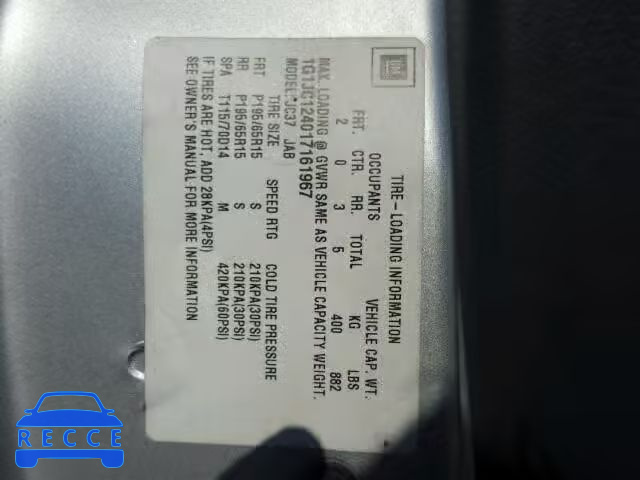 GM
TIRE-LOADING INFORMATION
OCCUPANTS VEHICLE CAP. WT.
FRT. CTR. RR. TOTAL KG LBS
2 0 3 5 400 882
MAX. LOADING @ GVWR SAME AS VEHICLE CAPACITY WEIGHT.
1G1JC124017161967
MODEL: JC37 JAB
TIRE SIZE SPEED RTG COLD TIRE PRESSURE
FRT P195/65R15 S 210KPA(30PSI)
RR P195/65R15 S 210KPA(30PSI)
SPA T115/70D14 M 420KPA(60PSI)
IF TIRES ARE HOT, ADD 28KPA(4PSI)
SEE OWNER'S MANUAL FOR MORE INFORMATION
RECCE